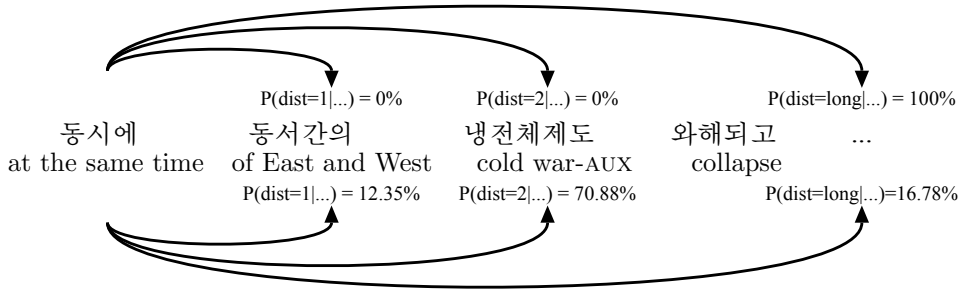 P(dist=1|...) = 0% P(dist=2|...) = 0% P(dist=long|...) = 100%
동시에 동서간의 냉전체제도 와해되고 ...
at the same time of East and West cold war-AUX collapse
P(dist=1|...) = 12.35% P(dist=2|...) = 70.88% P(dist=long|...)=16.78%